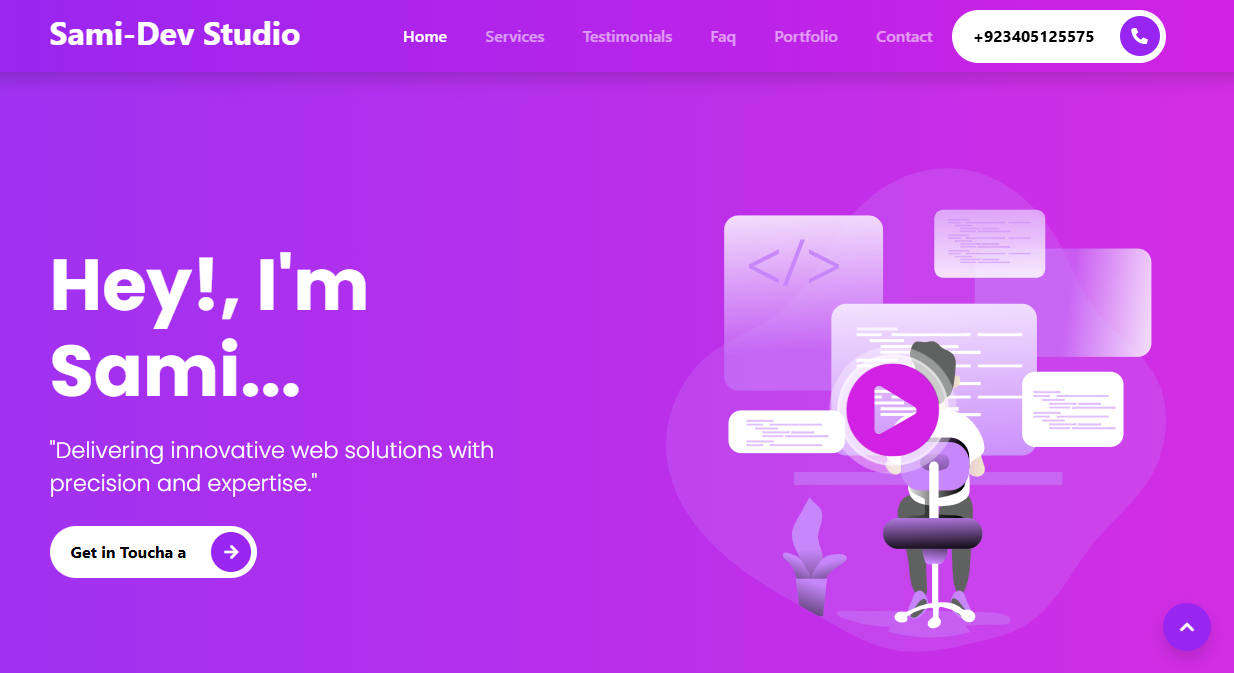 Sami-Dev Studio
Home Services Testimonials Faq Portfolio Contact +923405125575
</>
Hey!, I'm
Sami...
"Delivering innovative web solutions with
precision and expertise."
Get in Toucha a